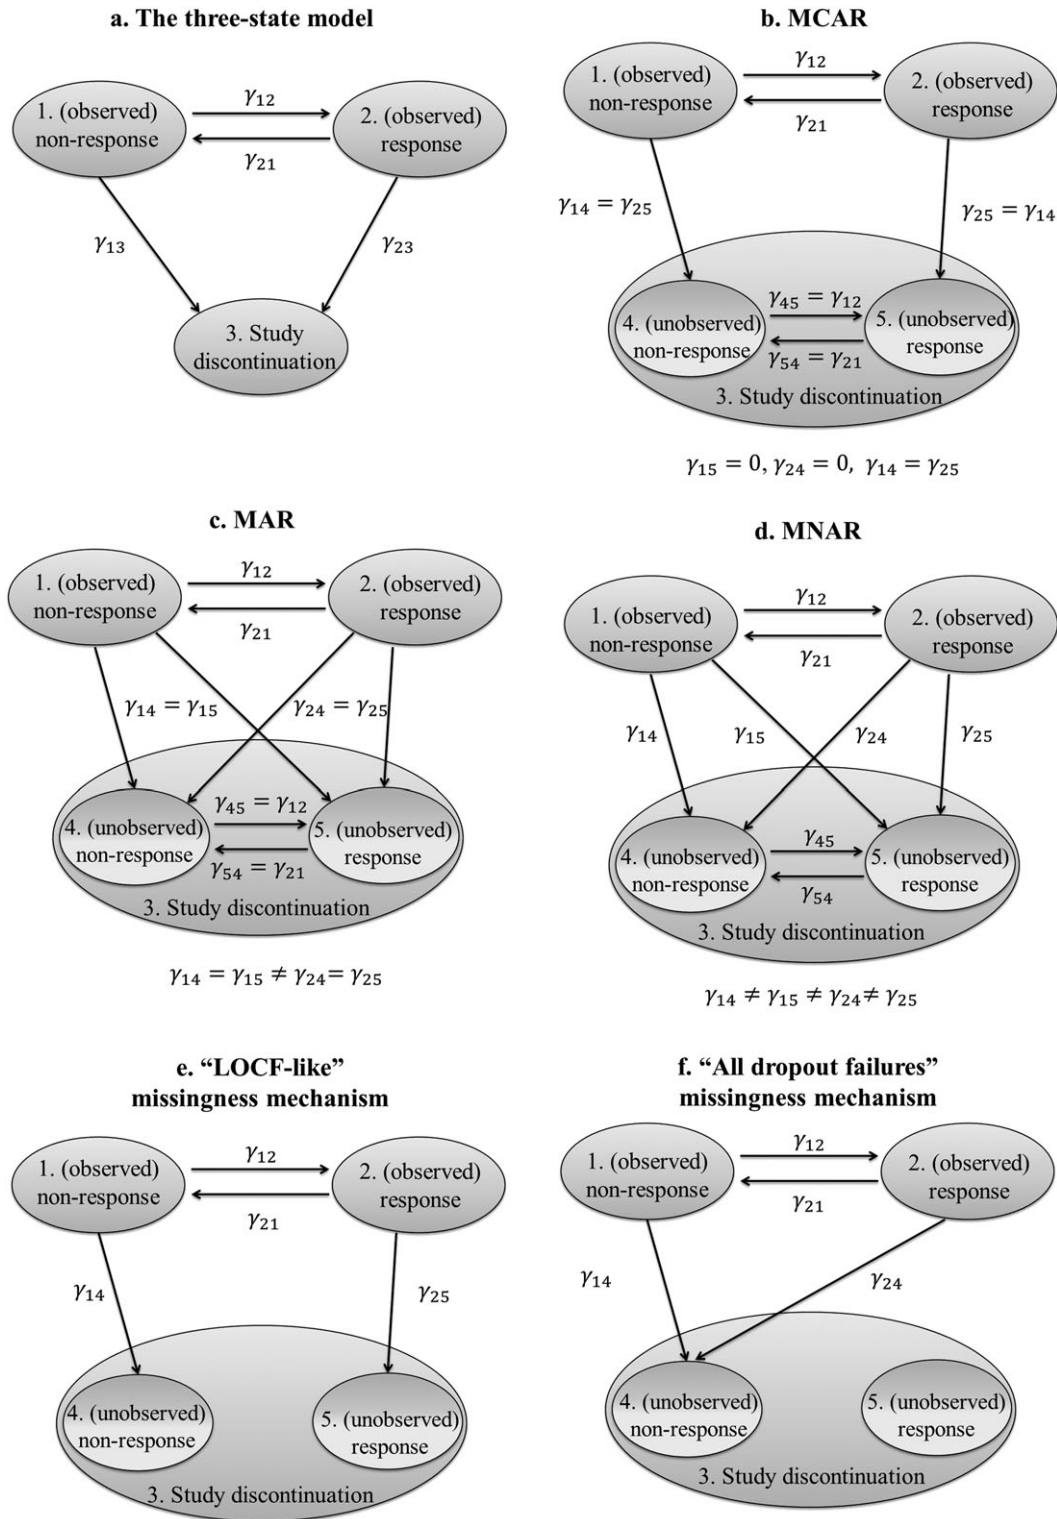 a. The three-state model
1. (observed)
non-response
γ12
γ21
2. (observed)
response
γ13
γ23
3. Study
discontinuation
b. MCAR
1. (observed)
non-response
γ12
γ21
2. (observed)
response
γ14 = γ25
γ25 = γ14
4. (unobserved)
non-response
γ45 = γ12
γ54 = γ21
5. (unobserved)
response
3. Study discontinuation
γ15 = 0, γ24 = 0, γ14 = γ25
c. MAR
1. (observed)
non-response
γ12
γ21
2. (observed)
response
γ14 = γ15
γ24 = γ25
4. (unobserved)
non-response
γ45 = γ12
γ54 = γ21
5. (unobserved)
response
3. Study discontinuation
γ14 = γ15 ≠ γ24= γ25
d. MNAR
1. (observed)
non-response
γ12
γ21
2. (observed)
response
γ14
γ15
γ24
γ25
4. (unobserved)
non-response
γ45
γ54
5. (unobserved)
response
3. Study discontinuation
γ14 ≠ γ15 ≠ γ24≠ γ25
e. “LOCF-like”
missingness mechanism
1. (observed)
non-response
γ12
γ21
2. (observed)
response
γ14
γ25
4. (unobserved)
non-response
5. (unobserved)
response
3. Study discontinuation
f. “All dropout failures”
missingness mechanism
1. (observed)
non-response
γ12
γ21
2. (observed)
response
γ14
γ24
4. (unobserved)
non-response
5. (unobserved)
response
3. Study discontinuation